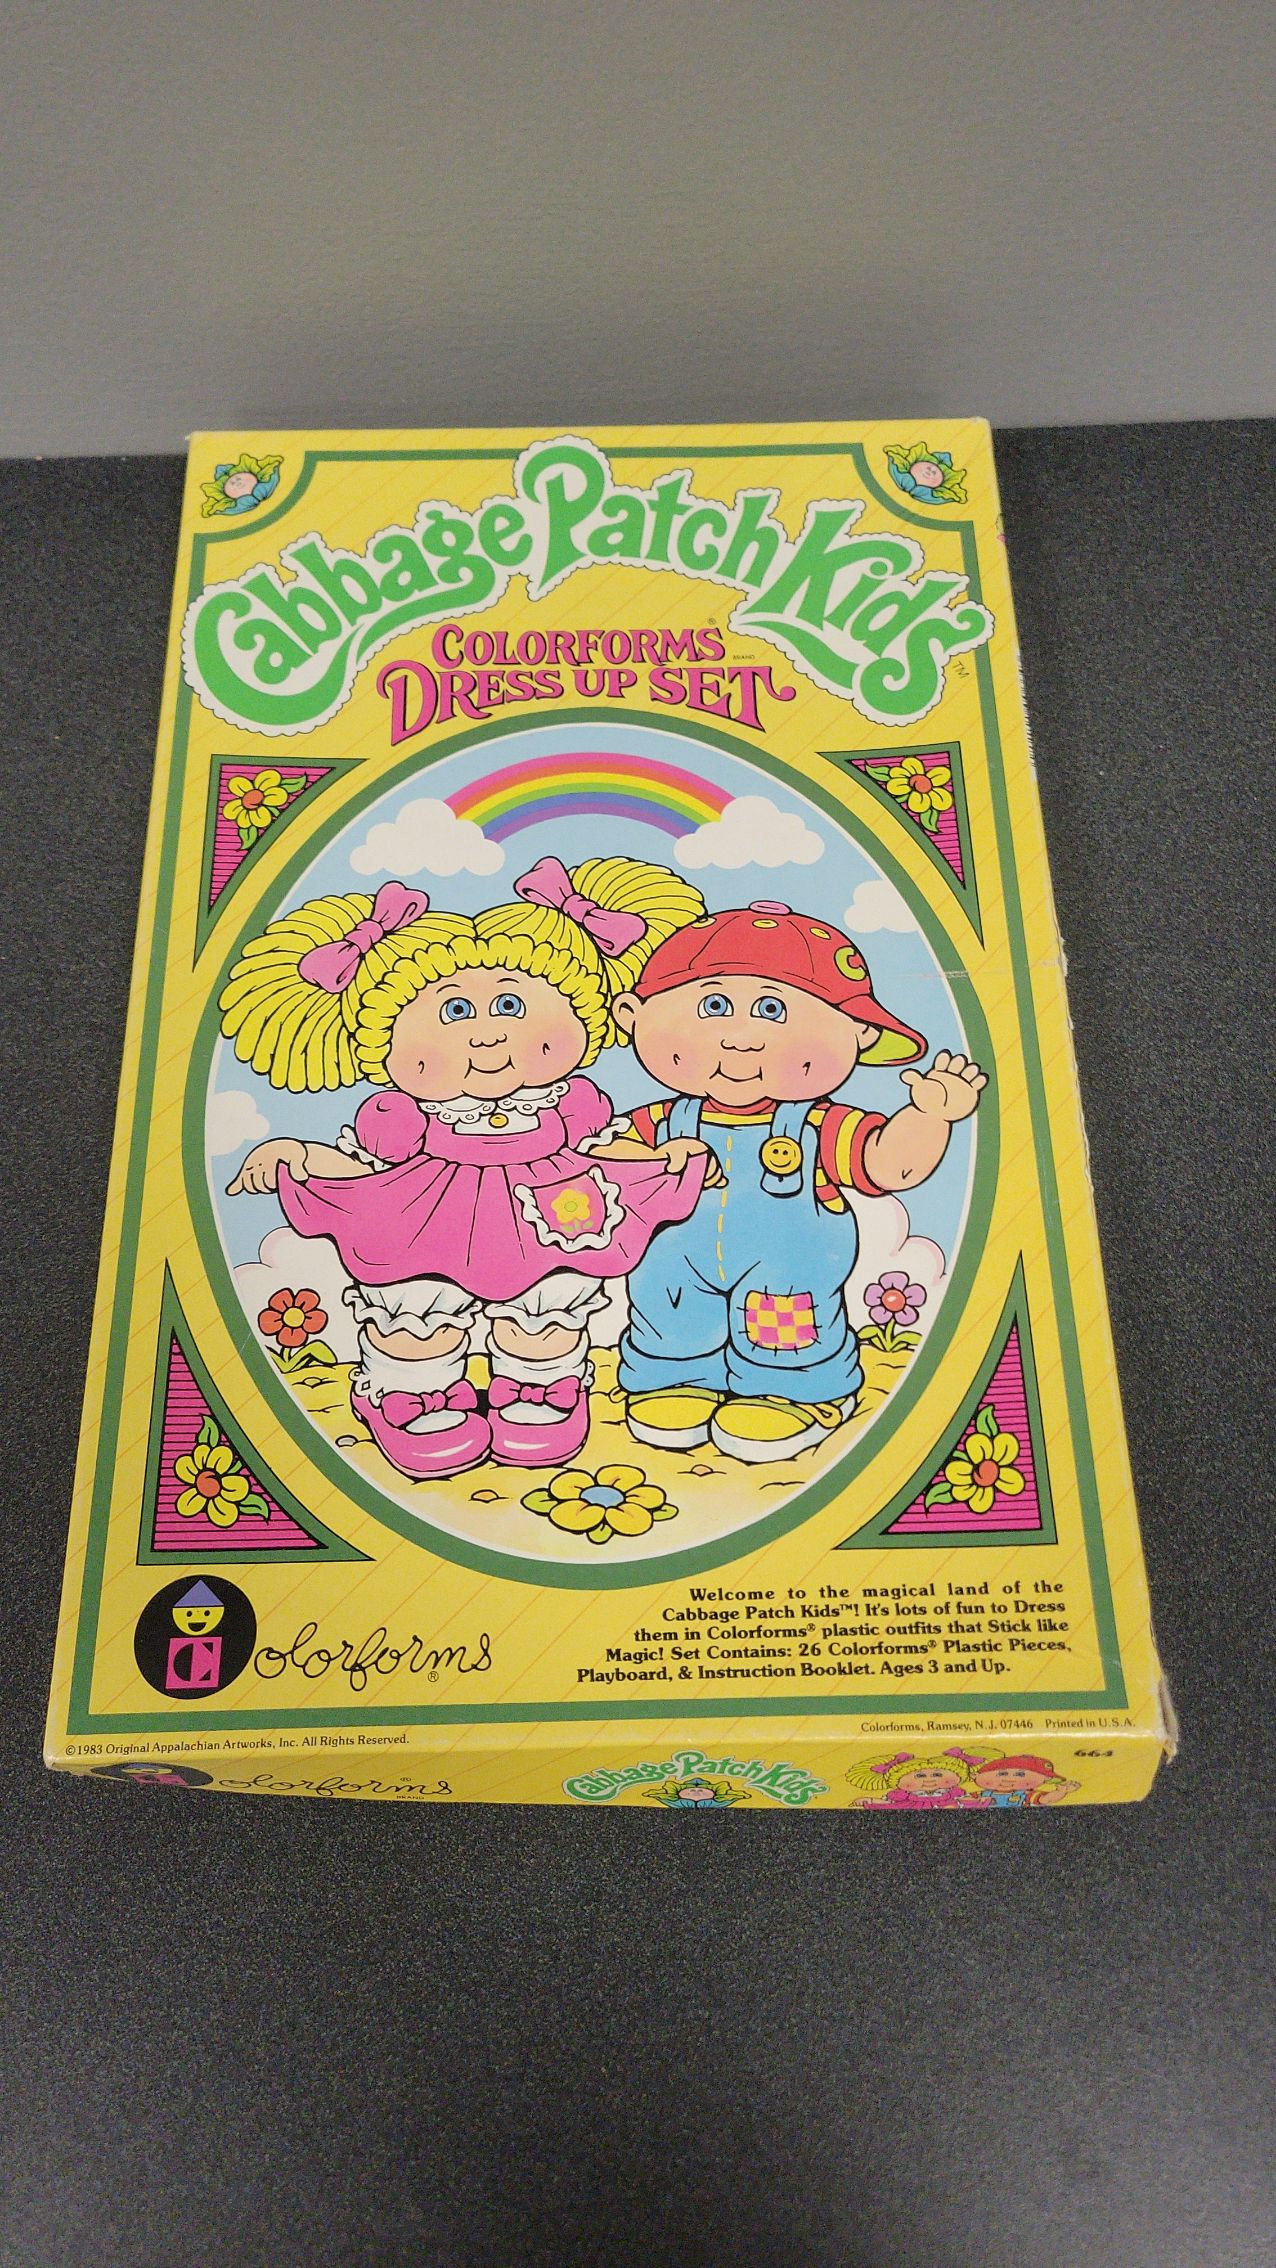 Cabbage Patch Kids™
COLORFORMS® BRAND
DRESS UP SET
C
Welcome to the magical land of the
Cabbage Patch Kids™! It's lots of fun to Dress
them in Colorforms® plastic outfits that Stick like
Magic! Set Contains: 26 Colorforms® Plastic Pieces,
Playboard, & Instruction Booklet. Ages 3 and Up.
Colorforms®
©1983 Original Appalachian Artworks, Inc. All Rights Reserved.
Colorforms, Ramsey, N.J. 07446 Printed in U.S.A.
Colorforms® BRAND
Cabbage Patch Kids
664